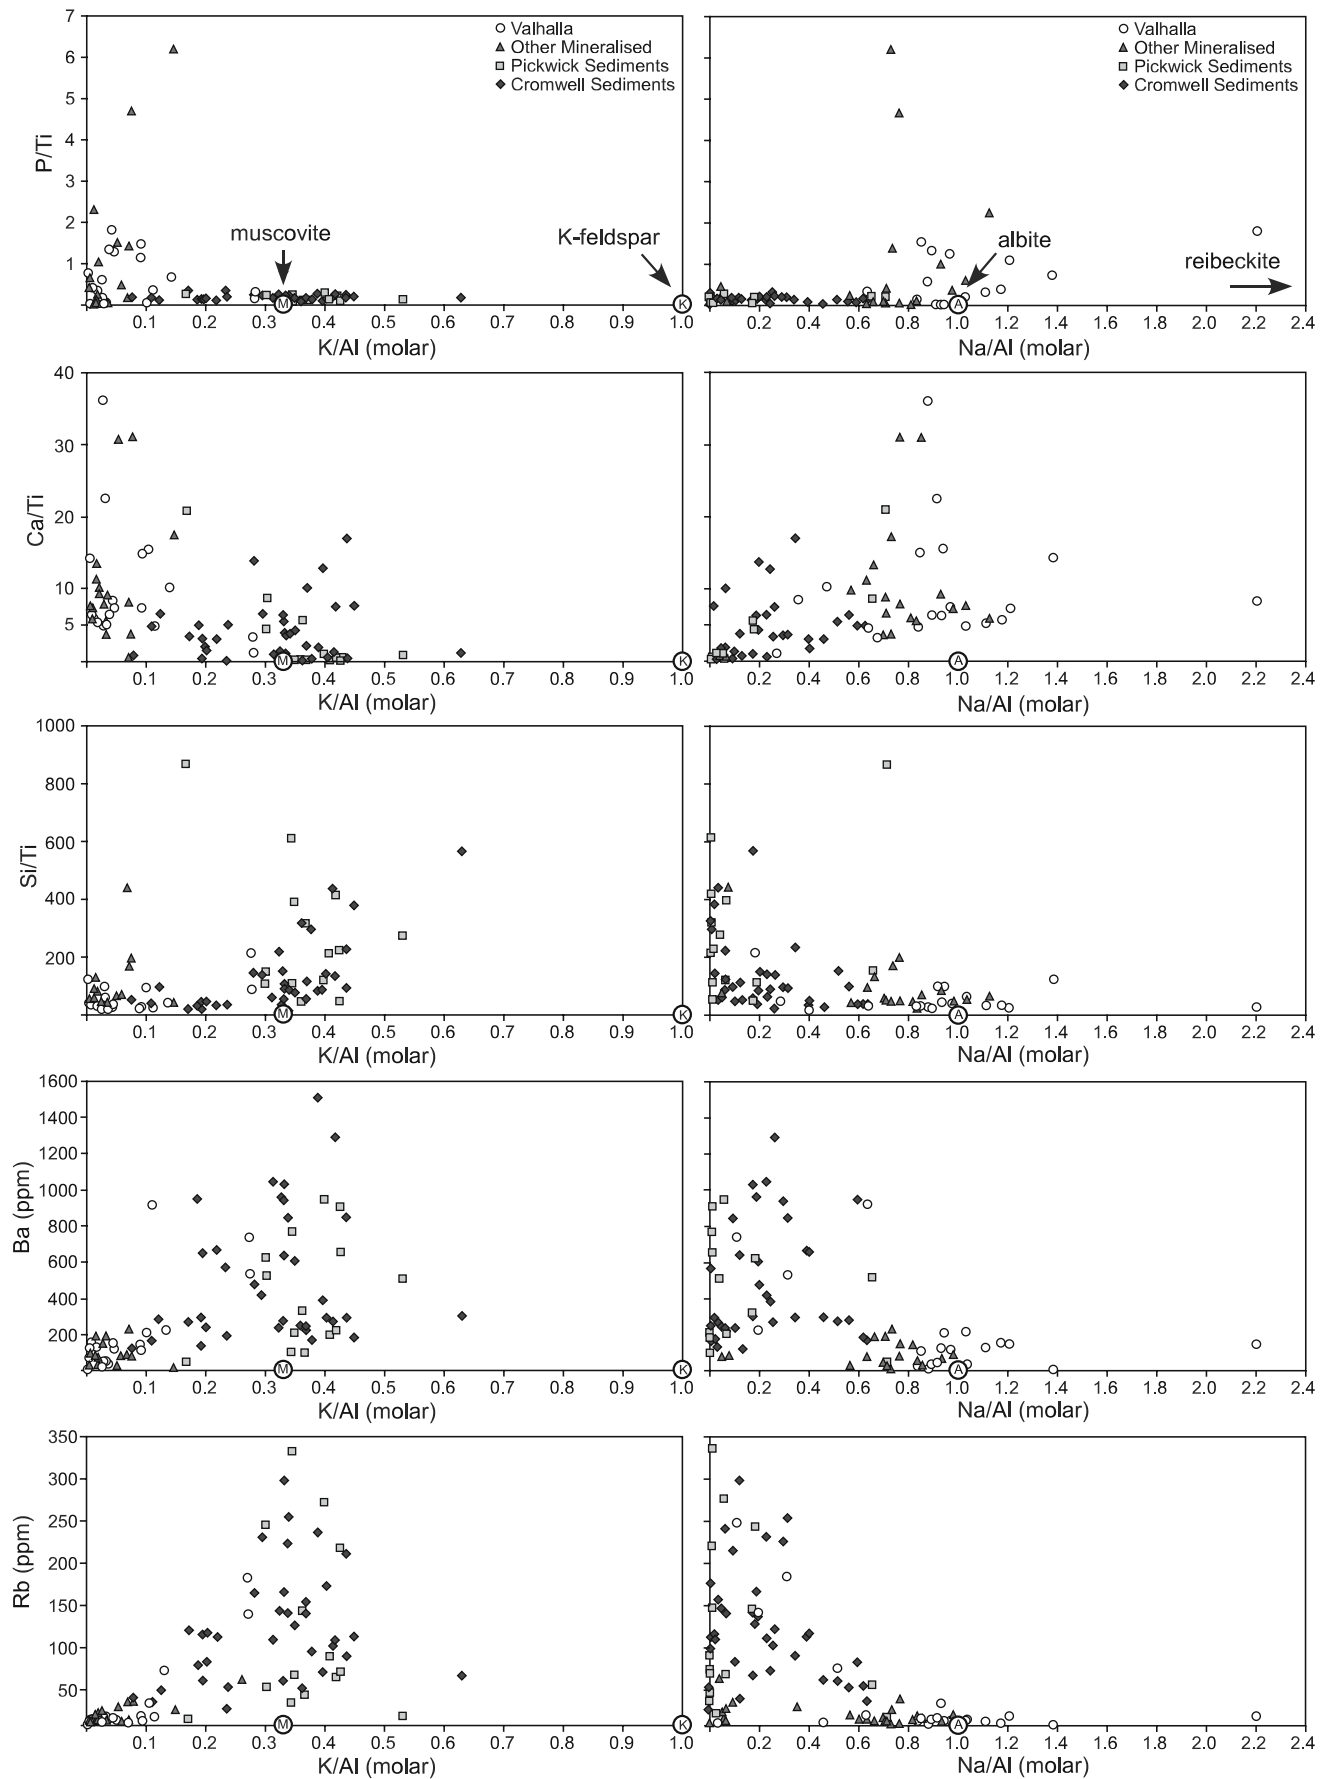 7
6
5
4
3
2
1
P/Ti
Valhalla
Other Mineralised
Pickwick Sediments
Cromwell Sediments
muscovite
K-feldspar
M
K
0.1 0.2 0.3 0.4 0.5 0.6 0.7 0.8 0.9 1.0
K/Al (molar)
Valhalla
Other Mineralised
Pickwick Sediments
Cromwell Sediments
albite
reibeckite
A
0 0.2 0.4 0.6 0.8 1.0 1.2 1.4 1.6 1.8 2.0 2.2 2.4
Na/Al (molar)
40
30
20
10
5
Ca/Ti
M
K
0.1 0.2 0.3 0.4 0.5 0.6 0.7 0.8 0.9 1.0
K/Al (molar)
A
0 0.2 0.4 0.6 0.8 1.0 1.2 1.4 1.6 1.8 2.0 2.2 2.4
Na/Al (molar)
1000
800
600
400
200
0
Si/Ti
M
K
0.1 0.2 0.3 0.4 0.5 0.6 0.7 0.8 0.9 1.0
K/Al (molar)
A
0 0.2 0.4 0.6 0.8 1.0 1.2 1.4 1.6 1.8 2.0 2.2 2.4
Na/Al (molar)
1600
1400
1200
1000
800
600
400
200
Ba (ppm)
M
K
0.1 0.2 0.3 0.4 0.5 0.6 0.7 0.8 0.9 1.0
K/Al (molar)
A
0 0.2 0.4 0.6 0.8 1.0 1.2 1.4 1.6 1.8 2.0 2.2 2.4
Na/Al (molar)
350
300
250
200
150
100
50
Rb (ppm)
M
K
0.1 0.2 0.3 0.4 0.5 0.6 0.7 0.8 0.9 1.0
K/Al (molar)
A
0 0.2 0.4 0.6 0.8 1.0 1.2 1.4 1.6 1.8 2.0 2.2 2.4
Na/Al (molar)